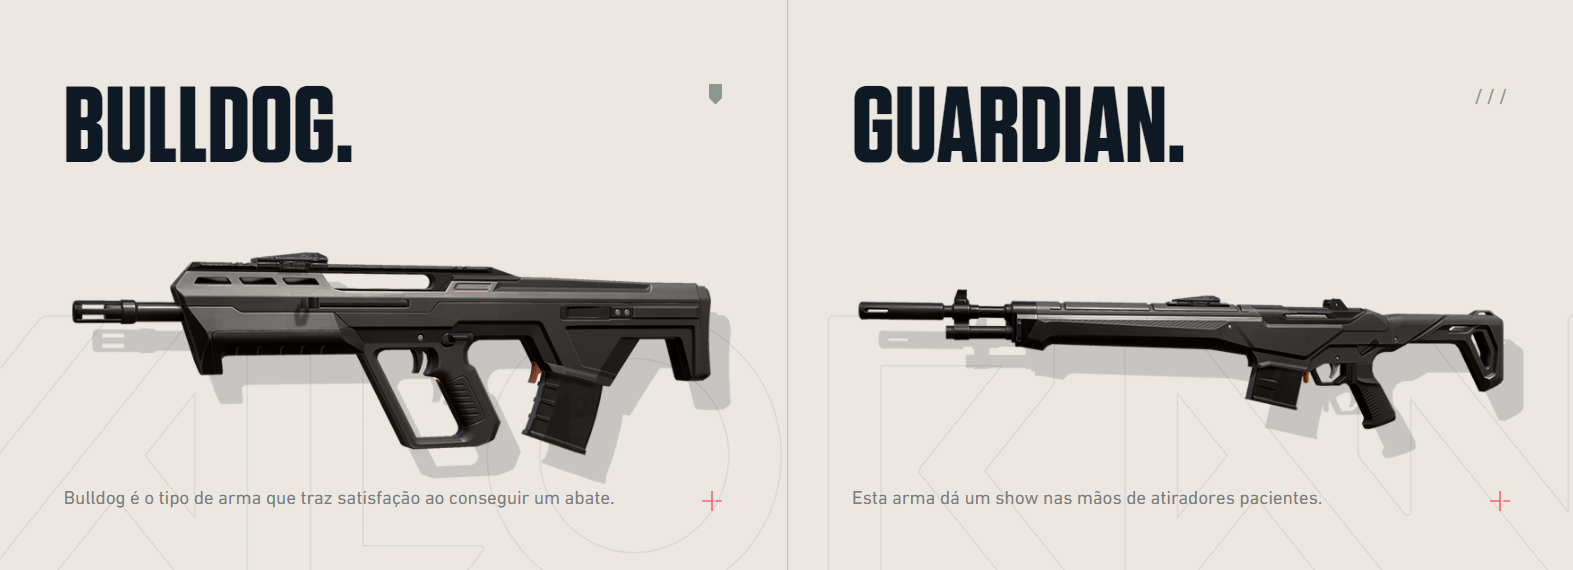 BULLDOG.
Bulldog é o tipo de arma que traz satisfação ao conseguir um abate.
GUARDIAN.
///
Esta arma dá um show nas mãos de atiradores pacientes.